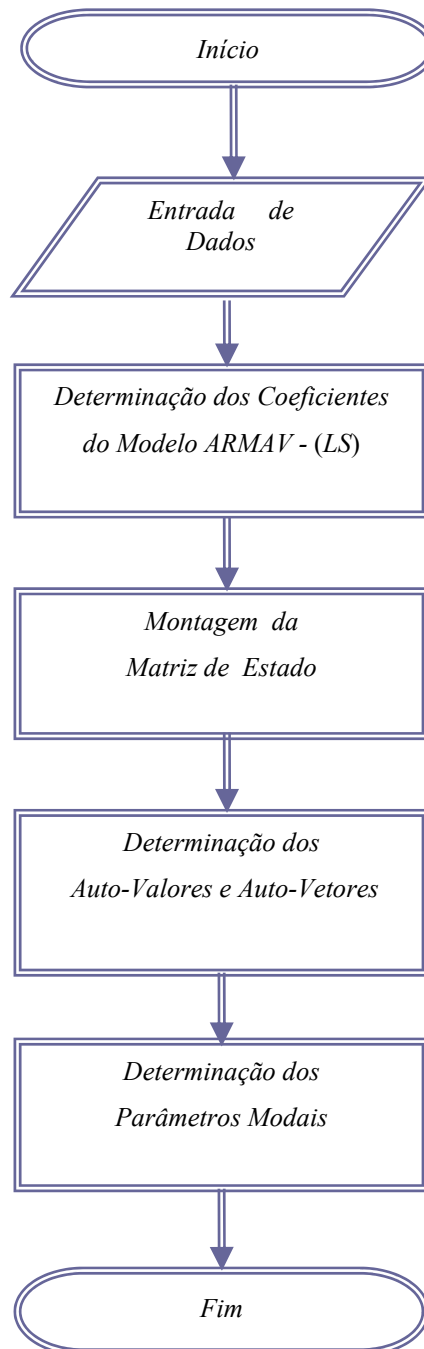 Início
Entrada de
Dados
Determinação dos Coeficientes
do Modelo ARMAV - (LS)
Montagem da
Matriz de Estado
Determinação dos
Auto-Valores e Auto-Vetores
Determinação dos
Parâmetros Modais
Fim